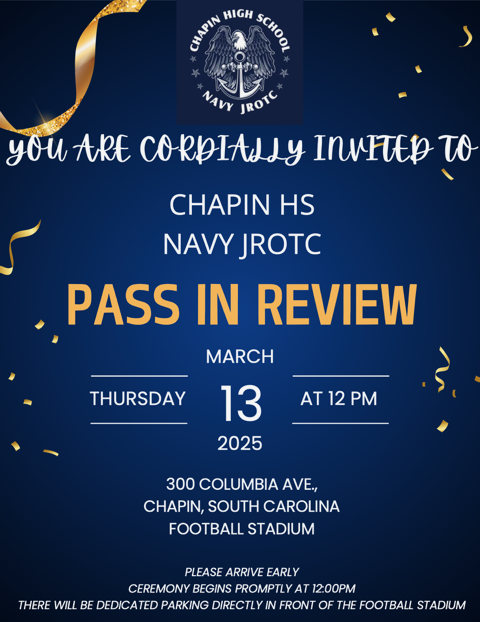 CHAPIN HIGH SCHOOL
NAVY JROTC
YOU ARE CORDIALLY INVITED TO
CHAPIN HS
NAVY JROTC
PASS IN REVIEW
MARCH
THURSDAY 13 AT 12 PM
2025
300 COLUMBIA AVE.,
CHAPIN, SOUTH CAROLINA
FOOTBALL STADIUM
PLEASE ARRIVE EARLY
CEREMONY BEGINS PROMPTLY AT 12:00PM
THERE WILL BE DEDICATED PARKING DIRECTLY IN FRONT OF THE FOOTBALL STADIUM